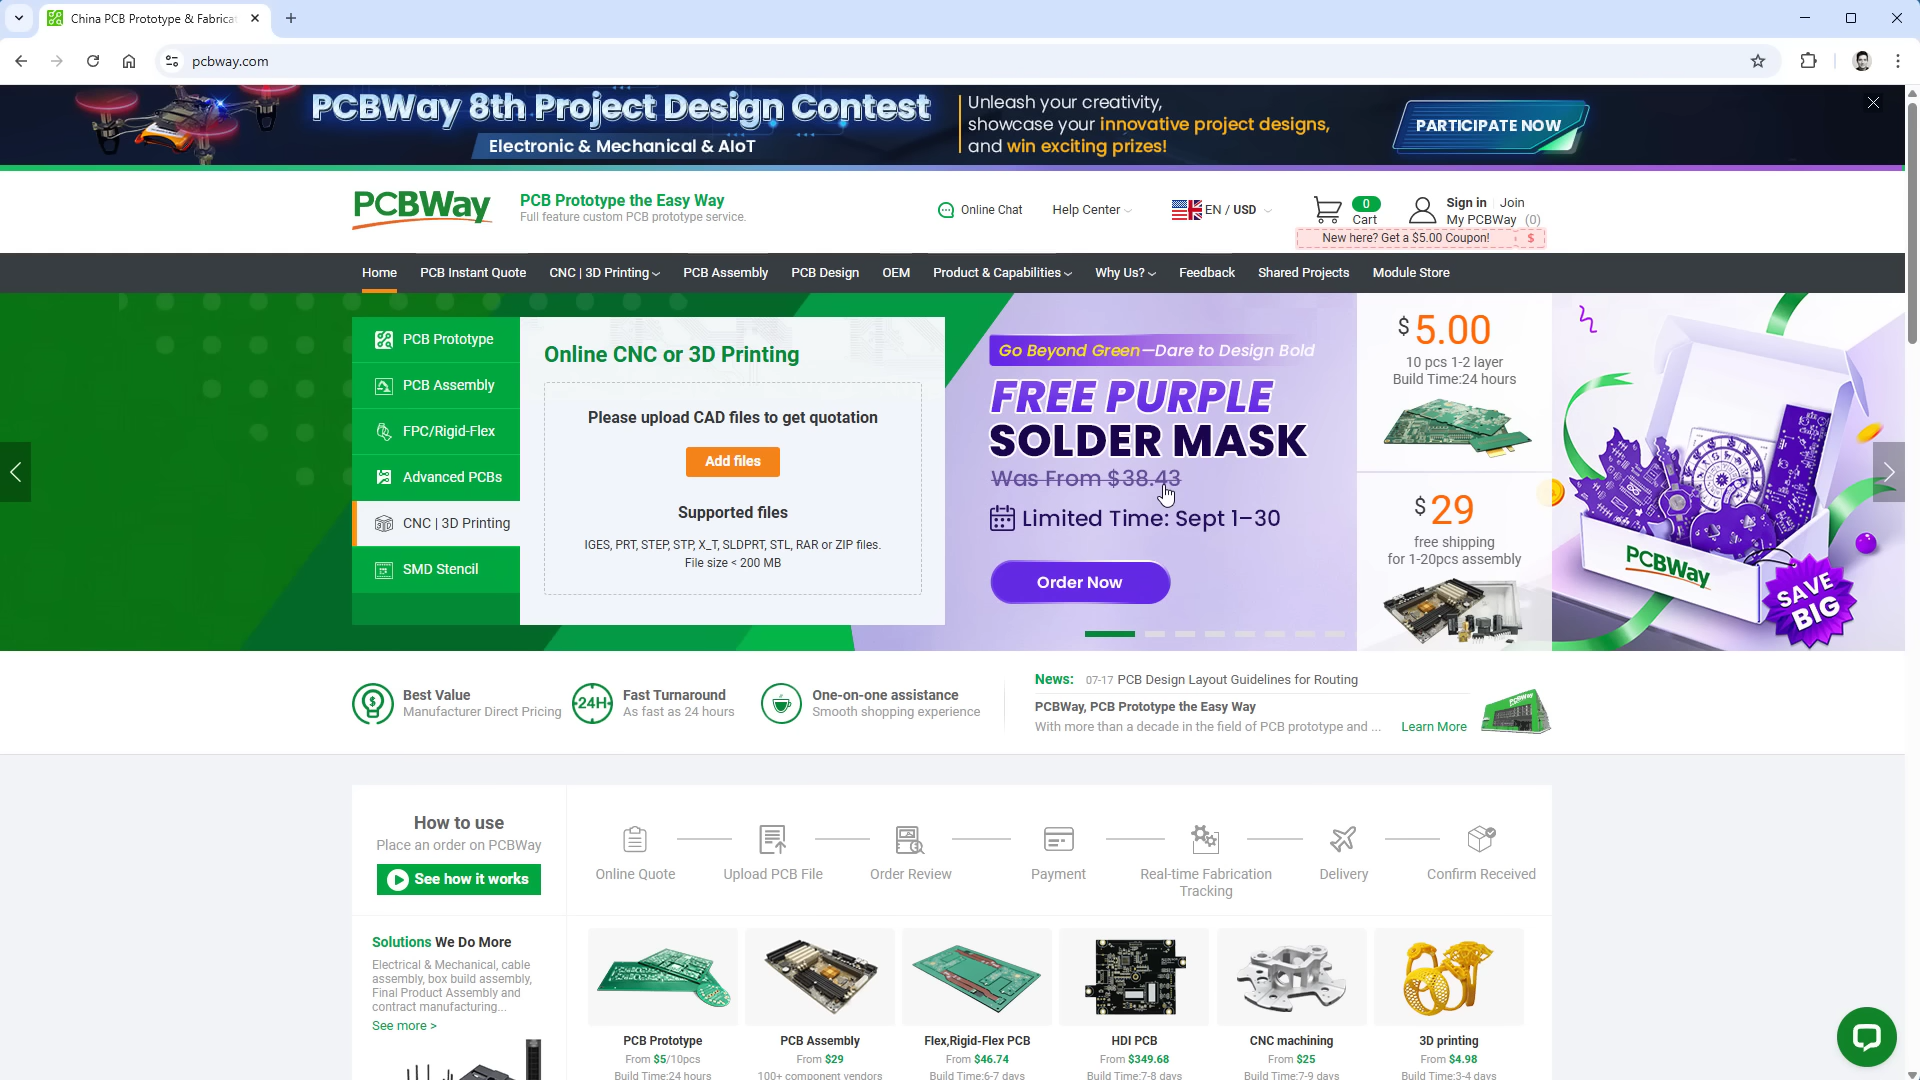 China PCB Prototype & Fabrica
pcbway.com
PCBWay 8th Project Design Contest
Electronic & Mechanical & AIoT
Unleash your creativity,
showcase your innovative project designs,
and win exciting prizes!
PARTICIPATE NOW
PCBWay
PCB Prototype the Easy Way
Full feature custom PCB prototype service.
Online Chat
Help Center
EN / USD
0
Cart
Sign in
Join
My PCBWay (0)
New here? Get a $5.00 Coupon!
$
Home
PCB Instant Quote
CNC | 3D Printing
PCB Assembly
PCB Design
OEM
Product & Capabilities
Why Us?
Feedback
Shared Projects
Module Store
PCB Prototype
PCB Assembly
FPC/Rigid-Flex
Advanced PCBs
CNC | 3D Printing
SMD Stencil
Online CNC or 3D Printing
Please upload CAD files to get quotation
Add files
Supported files
IGES, PRT, STEP, STP, X_T, SLDPRT, STL, RAR or ZIP files.
File size < 200 MB
Go Beyond Green—Dare to Design Bold
FREE PURPLE
SOLDER MASK
Was From $38.43
Limited Time: Sept 1–30
Order Now
$ 5.00
10 pcs 1-2 layer
Build Time:24 hours
$ 29
free shipping
for 1-20pcs assembly
PCBWay
SAVE
BIG
Best Value
Manufacturer Direct Pricing
24H
Fast Turnaround
As fast as 24 hours
One-on-one assistance
Smooth shopping experience
News: 07-17 PCB Design Layout Guidelines for Routing
PCBWay, PCB Prototype the Easy Way
With more than a decade in the field of PCB prototype and ...
Learn More
How to use
Place an order on PCBWay
See how it works
Online Quote
Upload PCB File
Order Review
Payment
Real-time Fabrication
Tracking
Delivery
Confirm Received
Solutions We Do More
Electrical & Mechanical, cable
assembly, box build assembly,
Final Product Assembly and
contract manufacturing...
See more >
PCB Prototype
From $5/10pcs
Build Time:24 hours
PCB Assembly
From $29
100+ component vendors
Flex,Rigid-Flex PCB
From $46.74
Build Time:6-7 days
HDI PCB
From $349.68
Build Time:7-8 days
CNC machining
From $25
Build Time:7-9 days
3D printing
From $4.98
Build Time:3-4 days